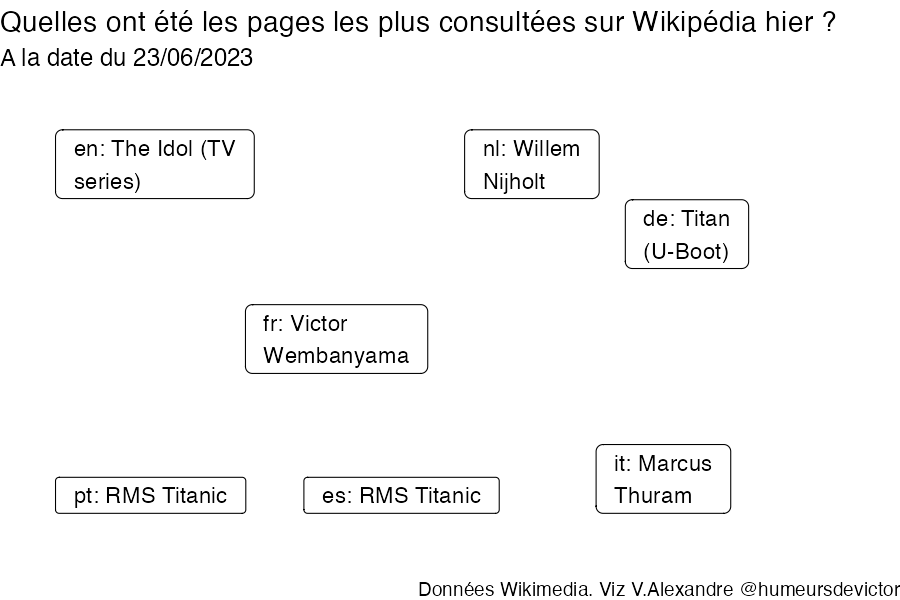 Quelles ont été les pages les plus consultées sur Wikipédia hier ?
A la date du 23/06/2023
en: The Idol (TV
series)
nl: Willem
Nijholt
de: Titan
(U-Boot)
fr: Victor
Wembanyama
it: Marcus
Thuram
pt: RMS Titanic
es: RMS Titanic
Données Wikimedia. Viz V.Alexandre @humeursdevictor